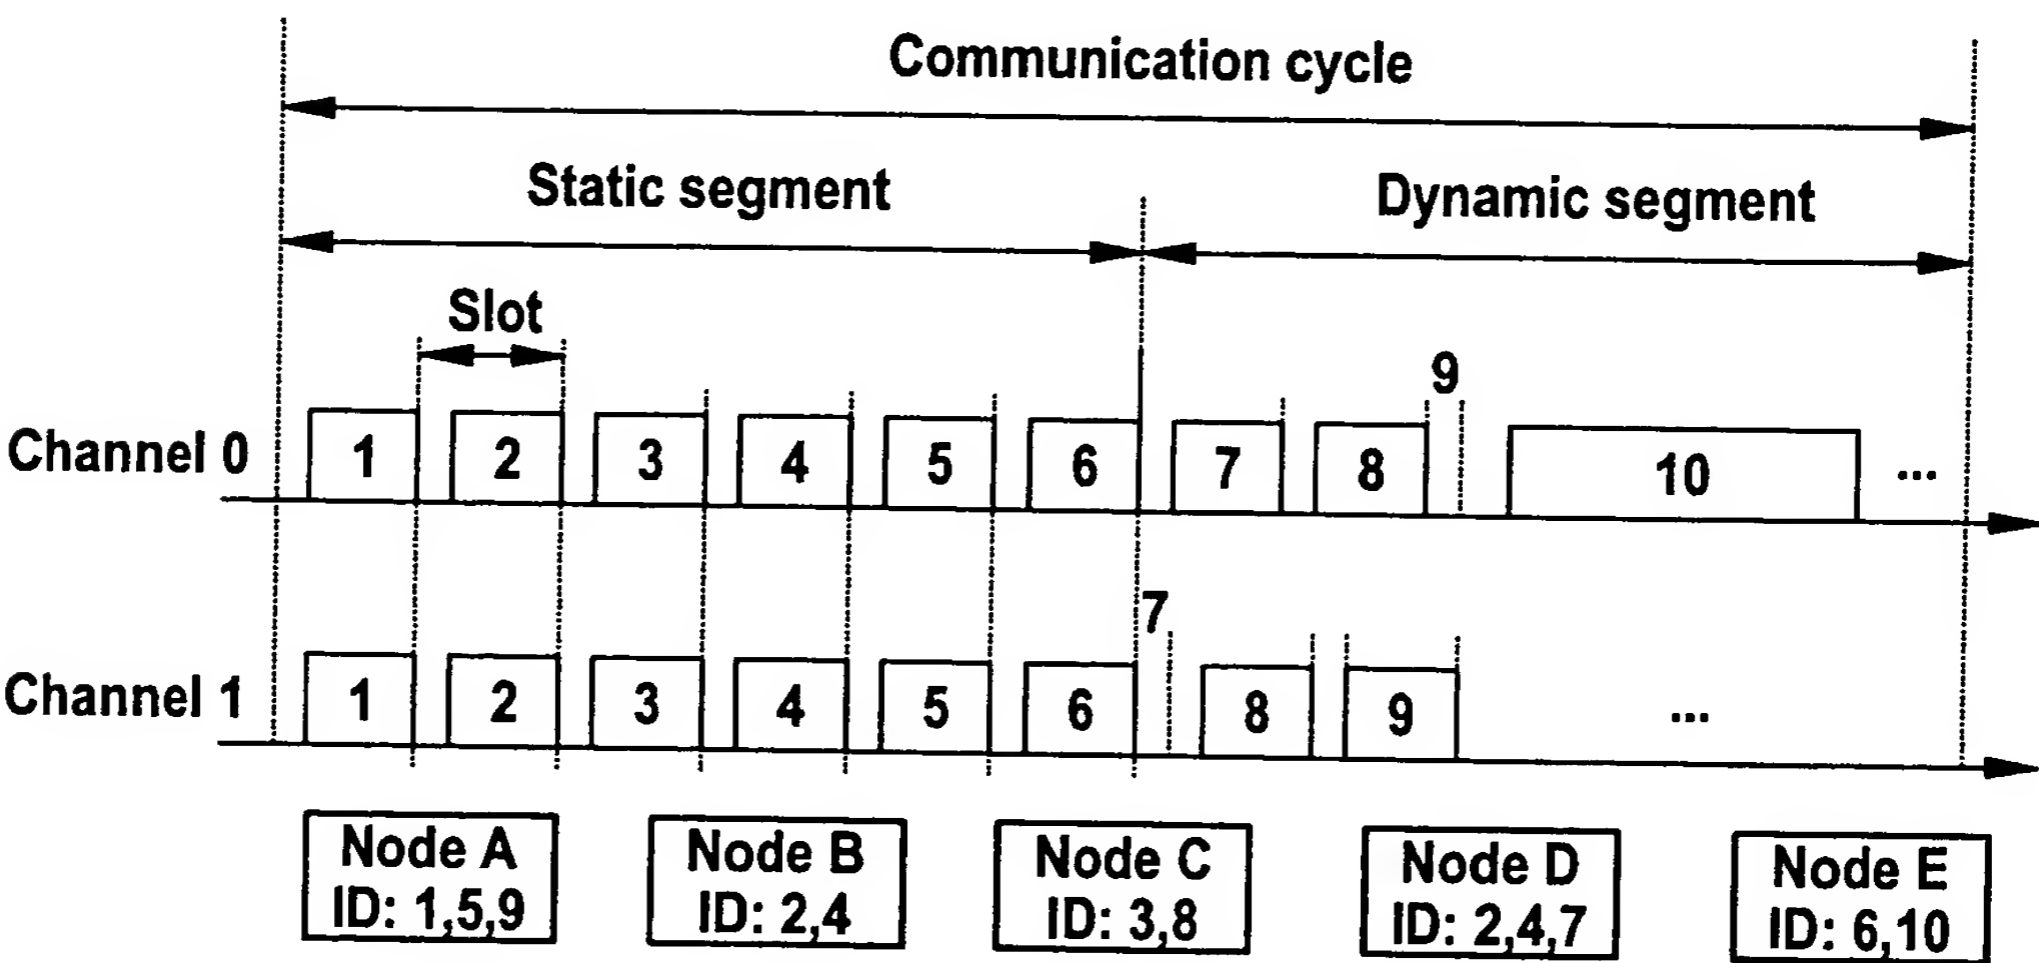 Communication cycle
Static segment
Dynamic segment
Slot
9
Channel 0
1 2 3 4 5 6 7 8 10 ...
7
Channel 1
1 2 3 4 5 6 8 9 ...
Node A
ID: 1,5,9
Node B
ID: 2,4
Node C
ID: 3,8
Node D
ID: 2,4,7
Node E
ID: 6,10